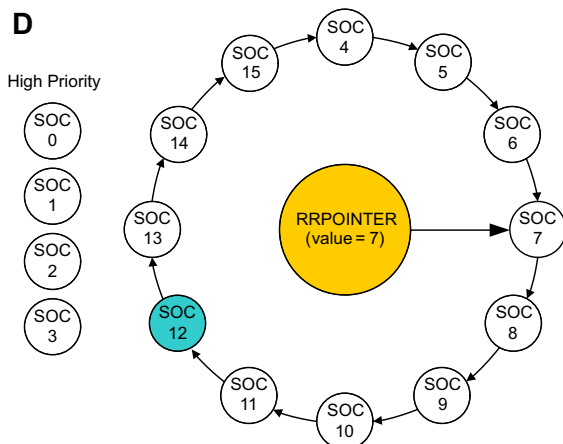 D
High Priority
SOC
0
SOC
1
SOC
2
SOC
3
SOC
4
SOC
5
SOC
6
SOC
7
SOC
8
SOC
9
SOC
10
SOC
11
SOC
12
SOC
13
SOC
14
SOC
15
RRPOINTER
(value = 7)